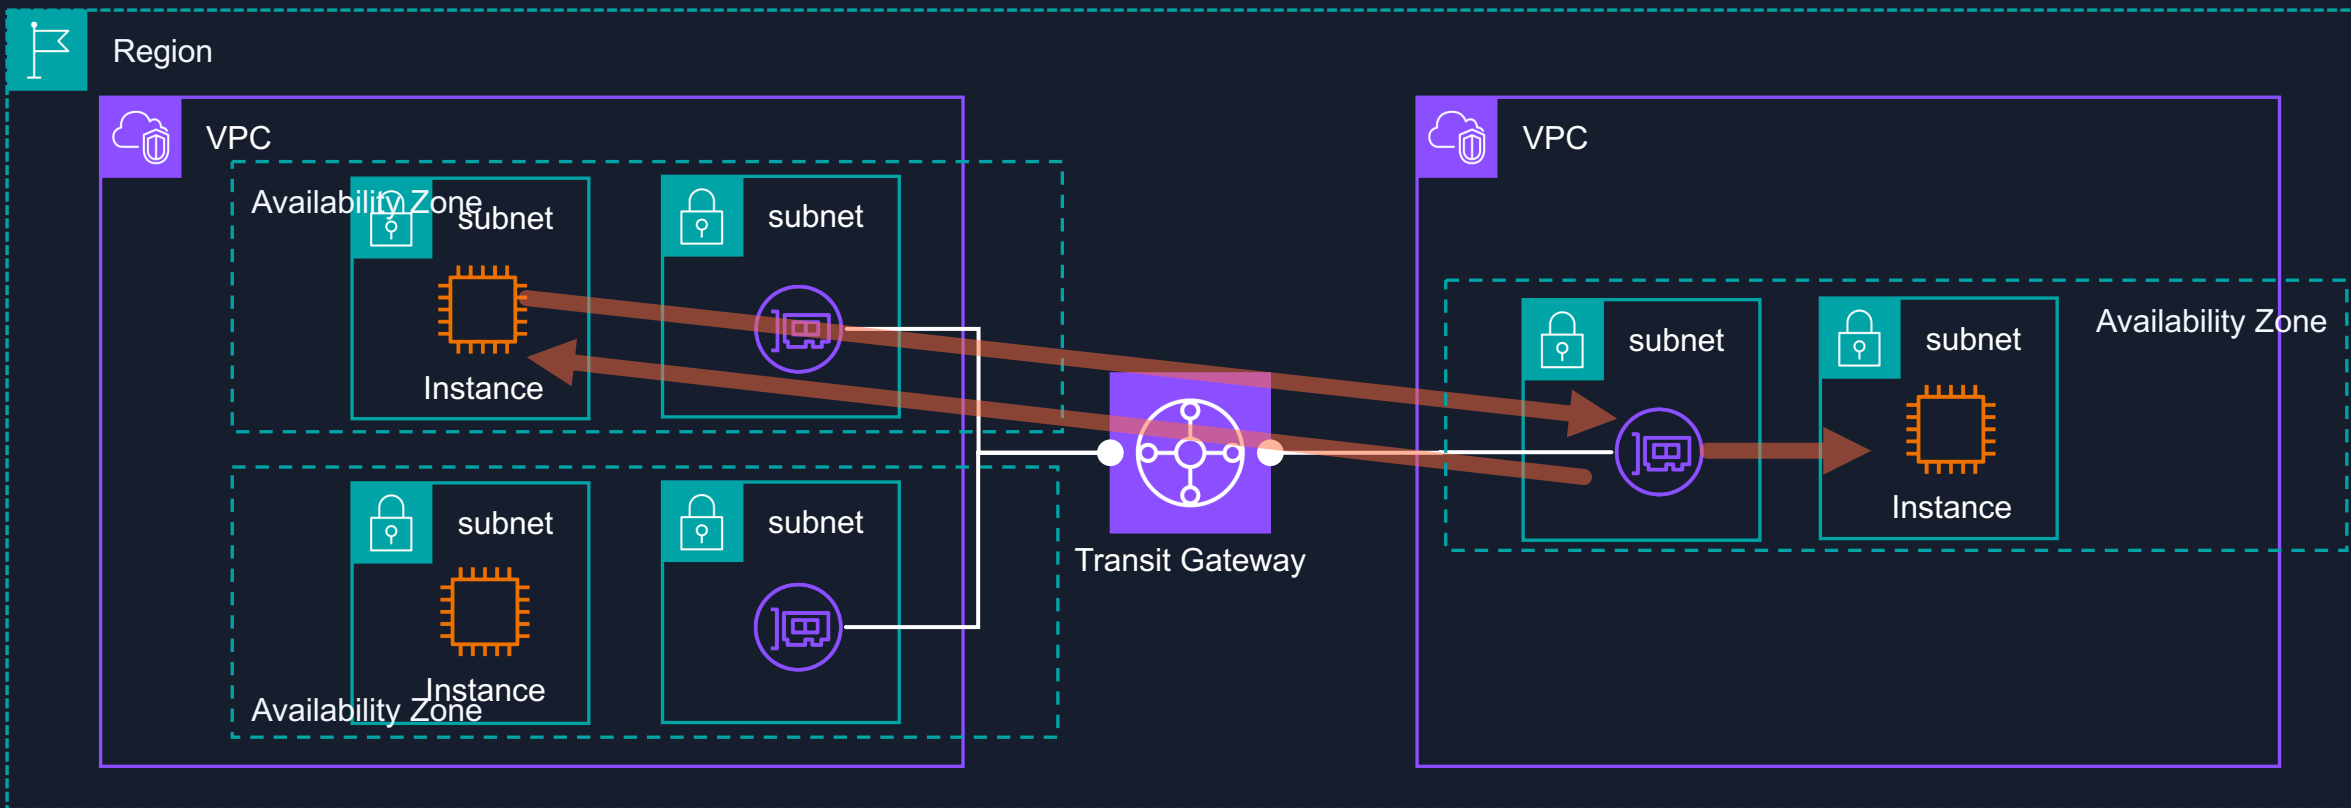 Region
VPC
Availability Zone
subnet
subnet
Instance
Transit Gateway
subnet
subnet
Instance
Availability Zone
VPC
subnet
subnet
Availability Zone
Instance